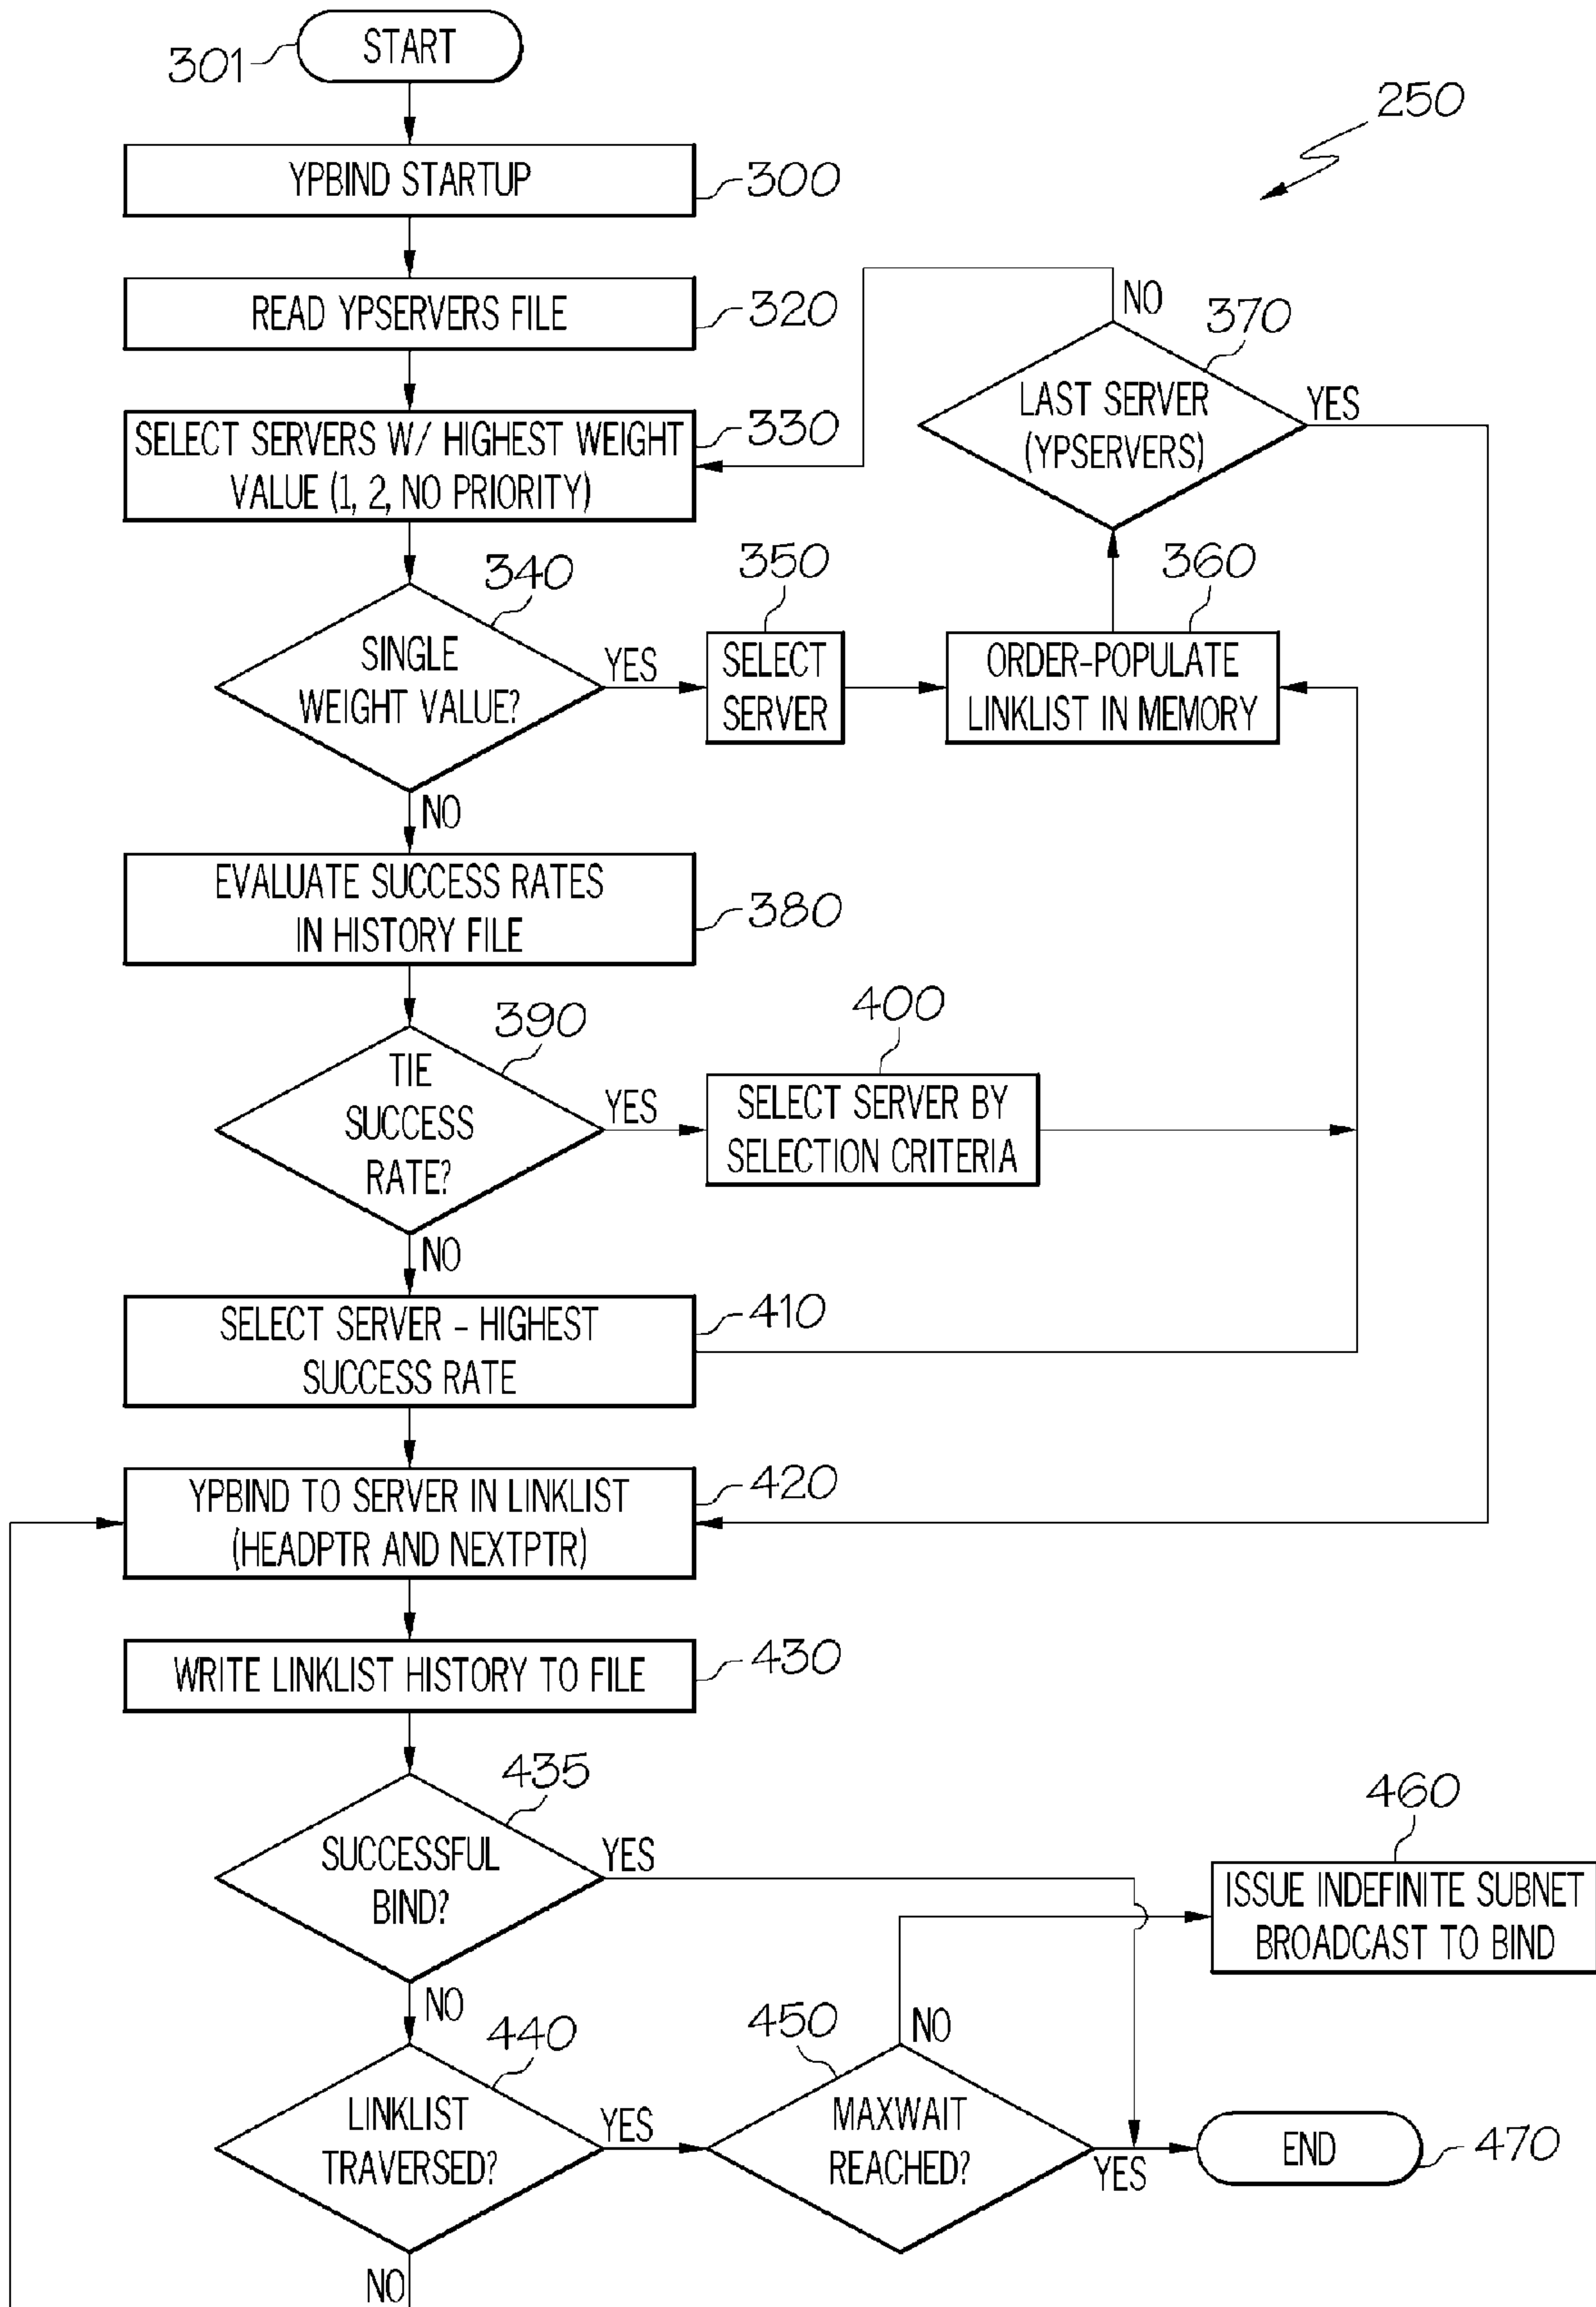 START
301
250
YPBIND STARTUP
300
READ YPSERVERS FILE
320
NO
370
LAST SERVER
(YPSERVERS)
YES
SELECT SERVERS W/ HIGHEST WEIGHT
VALUE (1, 2, NO PRIORITY)
330
340
SINGLE
WEIGHT VALUE?
YES
350
SELECT
SERVER
360
ORDER-POPULATE
LINKLIST IN MEMORY
NO
EVALUATE SUCCESS RATES
IN HISTORY FILE
380
390
TIE
SUCCESS
RATE?
YES
400
SELECT SERVER BY
SELECTION CRITERIA
NO
SELECT SERVER - HIGHEST
SUCCESS RATE
410
YPBIND TO SERVER IN LINKLIST
(HEADPTR AND NEXTPTR)
420
WRITE LINKLIST HISTORY TO FILE
430
435
SUCCESSFUL
BIND?
YES
460
ISSUE INDEFINITE SUBNET
BROADCAST TO BIND
NO
440
LINKLIST
TRAVERSED?
YES
450
NO
MAXWAIT
REACHED?
YES
END
470
NO